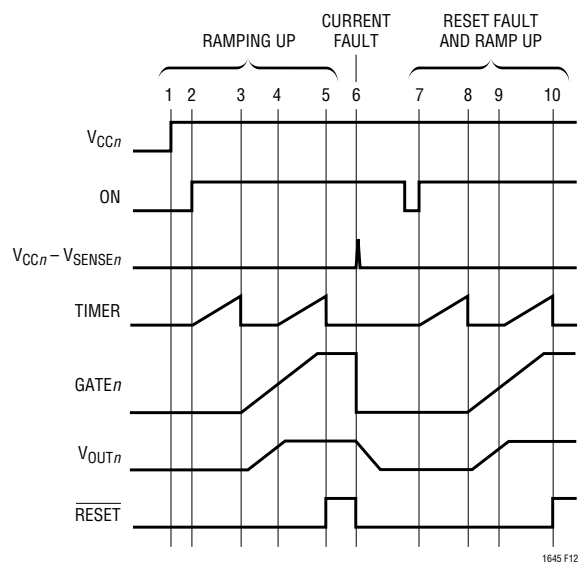 RAMPING UP
CURRENT
FAULT
RESET FAULT
AND RAMP UP
1 2 3 4 5 6 7 8 9 10
VCCn
ON
VCCn – VSENSEn
TIMER
GATEn
VOUTn
RESET
1645 F12